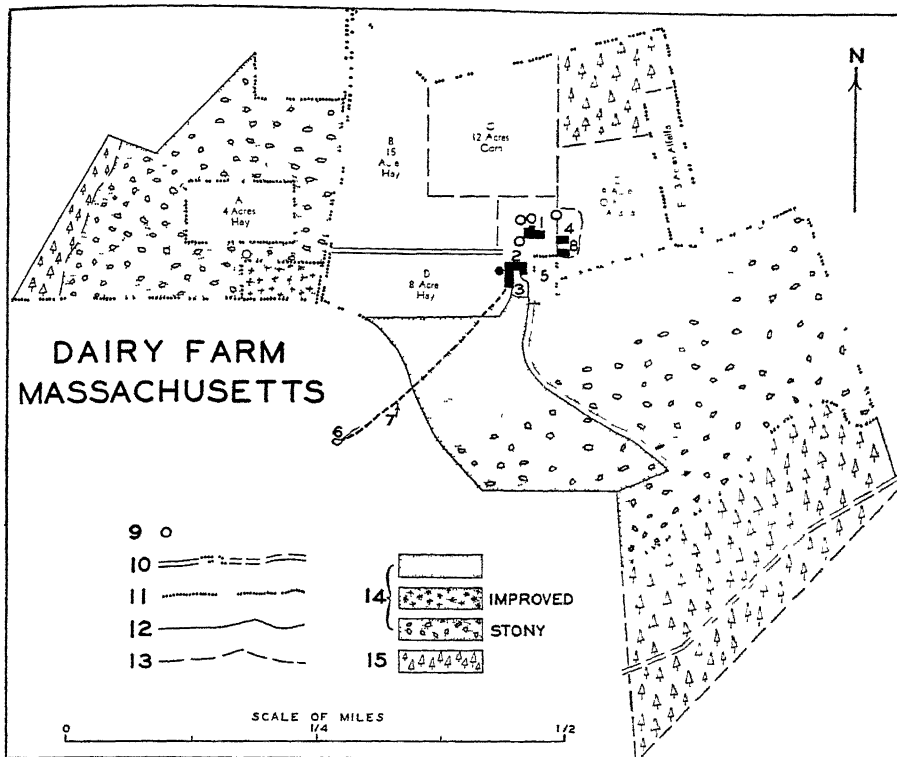 N
C
12 Acres
Corn
B
15
Hay
F 3 Acres Alfalfa
A
4 Acres
Hay
1
4
8
2
5
3
D
8 Acre
Hay
DAIRY FARM
MASSACHUSETTS
6
7
9
10
11
12
13
14
IMPROVED
STONY
15
SCALE OF MILES
0
1/4
1/2